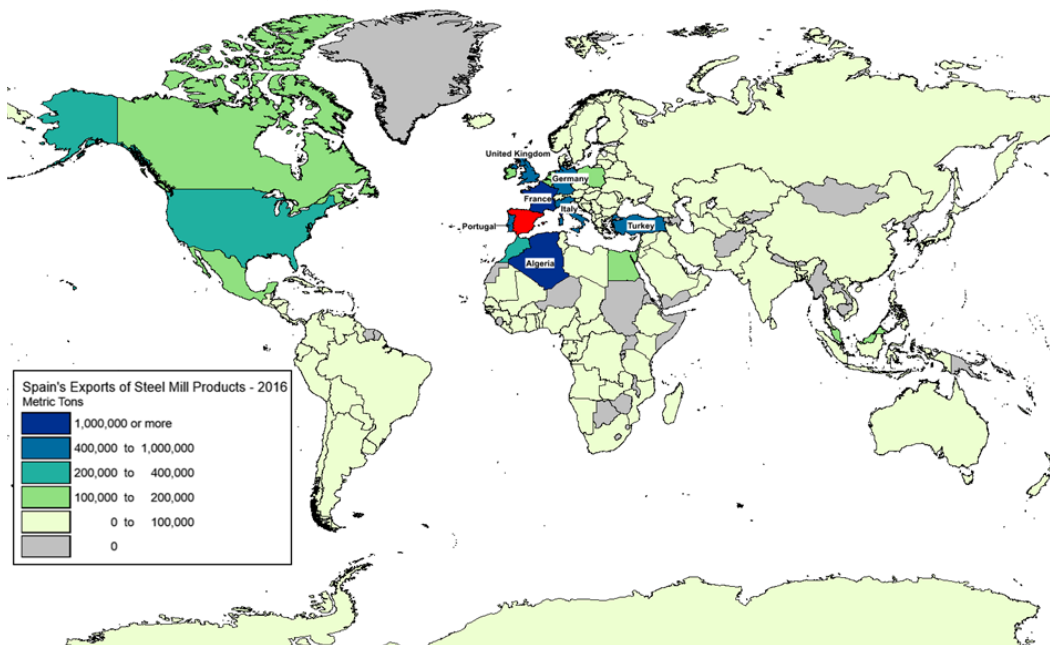 United Kingdom
Germany
France
Italy
Portugal
Turkey
Algeria
Spain's Exports of Steel Mill Products - 2016
Metric Tons
1,000,000 or more
400,000 to 1,000,000
200,000 to 400,000
100,000 to 200,000
0 to 100,000
0